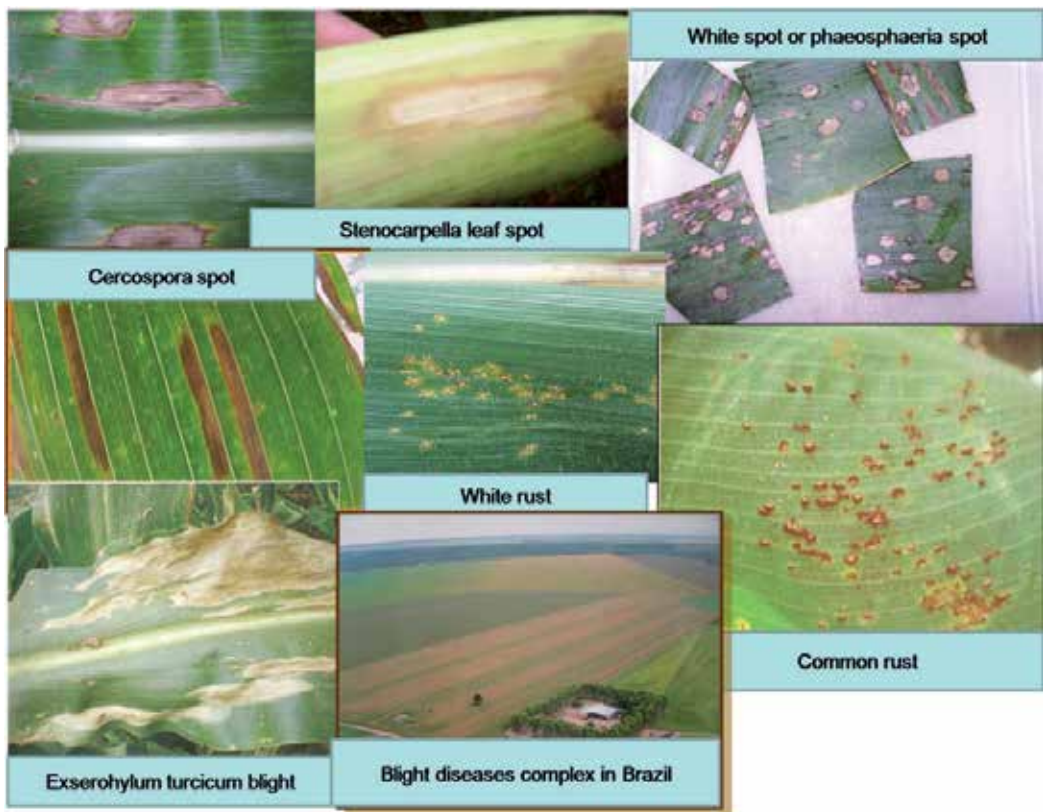 White spot or phaeosphaeria spot
Stenocarpella leaf spot
Cercospora spot
White rust
Common rust
Exserohylum turcicum blight
Blight diseases complex in Brazil